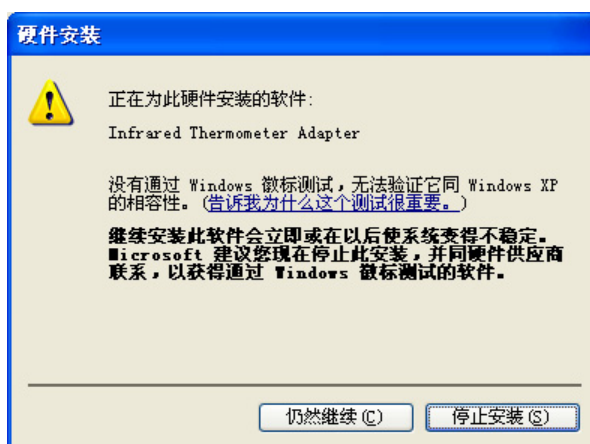 硬件安装
正在为此硬件安装的软件:
Infrared Thermometer Adapter
没有通过 Windows 徽标测试，无法验证它同 Windows XP
的相容性。(告诉我为什么这个测试很重要。)
继续安装此软件会立即或在以后使系统变得不稳定。
Microsoft 建议您现在停止此安装，并同硬件供应商
联系，以获得通过 Windows 徽标测试的软件。
仍然继续(C)
停止安装(S)